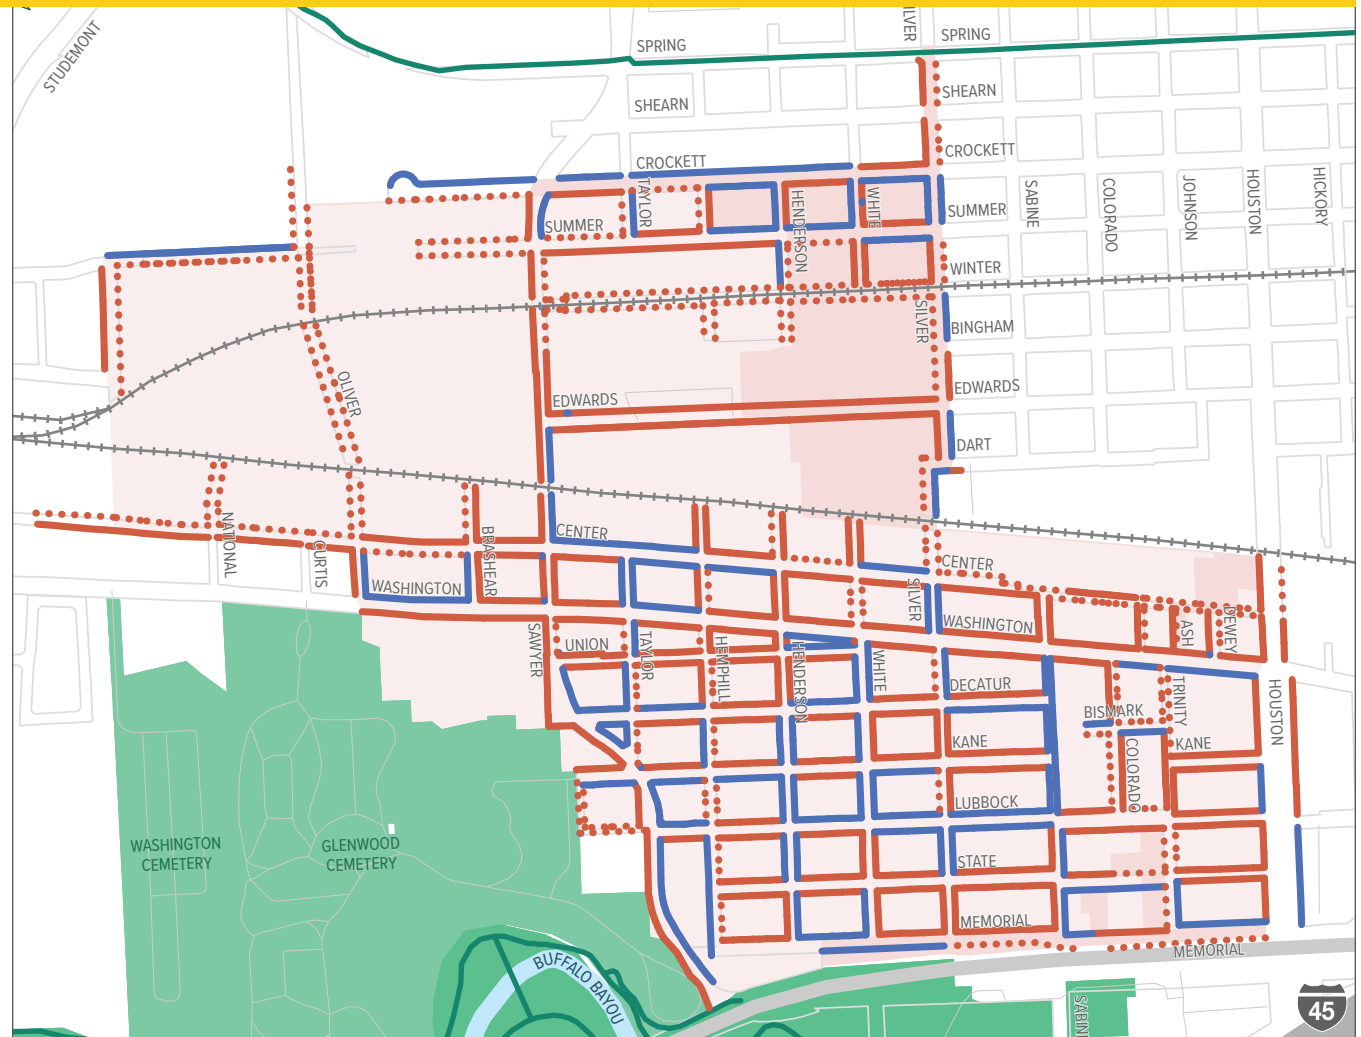 STUDEMONT
SPRING
ILVER
SPRING
SHEARN
SHEARN
CROCKETT
CROCKETT
TAYLOR
HENDERSON
WHITE
SUMMER
SUMMER
SABINE
COLORADO
JOHNSON
HOUSTON
HICKORY
WINTER
SILVER
BINGHAM
OLIVER
EDWARDS
EDWARDS
DART
NATIONAL
CURTIS
BRASHEAR
CENTER
CENTER
WASHINGTON
SILVER
WASHINGTON
ASH
DEWEY
SAWYER
UNION
TAYLOR
HEMPHILL
HENDERSON
WHITE
DECATUR
TRINITY
HOUSTON
BISMARK
KANE
COLORADO
KANE
LUBBOCK
WASHINGTON
CEMETERY
GLENWOOD
CEMETERY
STATE
MEMORIAL
MEMORIAL
BUFFALO BAYOU
SABIN
45